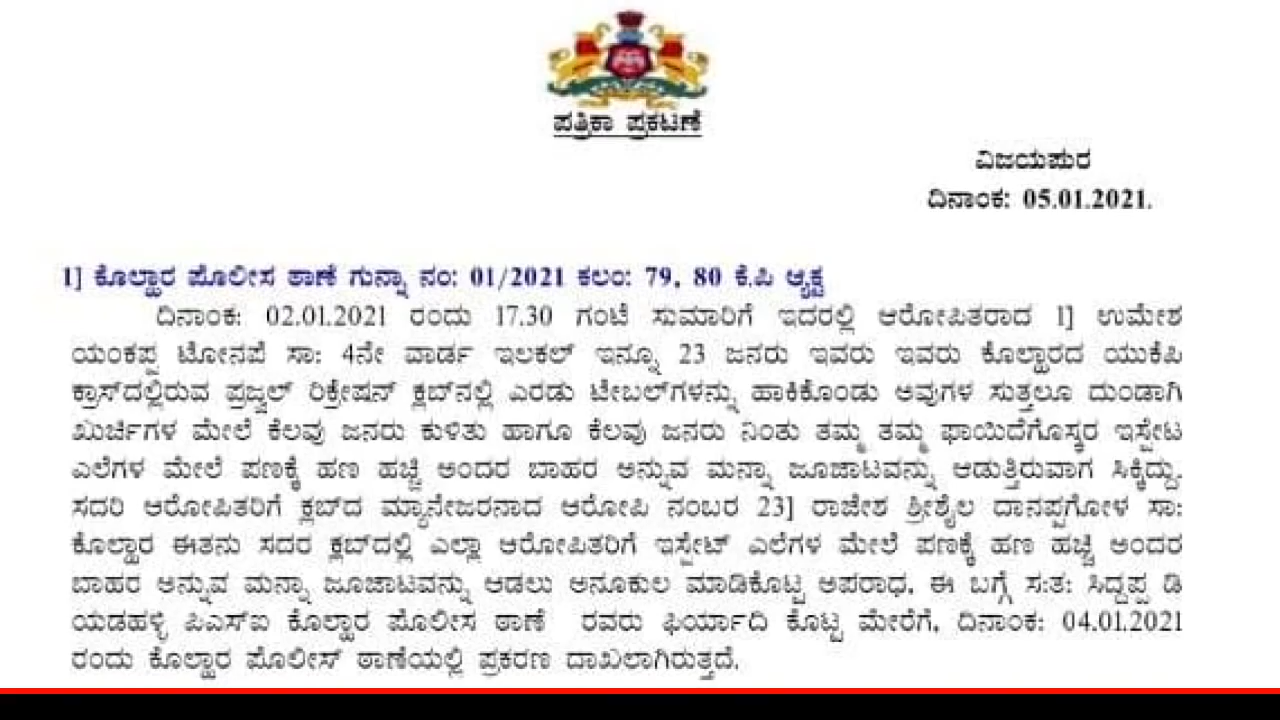 ಪತ್ರಿಕಾ ಪ್ರಕಟಣೆ
ವಿಜಯಪುರ
ದಿನಾಂಕ: 05.01.2021.
1] ಕೊಲ್ಹಾರ ಪೊಲೀಸ ಠಾಣೆ ಗುನ್ನಾ ನಂ: 01/2021 ಕಲಂ: 79, 80 ಕೆ.ಪಿ ಆ್ಯಕ್ಟ
ದಿನಾಂಕ: 02.01.2021 ರಂದು 17.30 ಗಂಟೆ ಸುಮಾರಿಗೆ ಇದರಲ್ಲಿ ಆರೋಪಿತರಾದ 1] ಉಮೇಶ
ಯಂಕಪ್ಪ ಟೋನಪೆ ಸಾ: 4ನೇ ವಾರ್ಡ ಇಲಕಲ್ ಇನ್ನೂ 23 ಜನರು ಇವರು ಇವರು ಕೊಲ್ಹಾರದ ಯುಕೆಪಿ
ಕ್ರಾಸ್‌ದಲ್ಲಿರುವ ಪ್ರಜ್ವಲ್ ರಿಕ್ರೇಷನ್ ಕ್ಲಬ್‌ನಲ್ಲಿ ಎರಡು ಟೇಬಲ್‌ಗಳನ್ನು ಹಾಕಿಕೊಂಡು ಅವುಗಳ ಸುತ್ತಲೂ ದುಂಡಾಗಿ
ಖುರ್ಚಿಗಳ ಮೇಲೆ ಕೆಲವು ಜನರು ಕುಳಿತು ಹಾಗೂ ಕೆಲವು ಜನರು ನಿಂತು ತಮ್ಮ ತಮ್ಮ ಫಾಯಿದೆಗೊಸ್ಕರ ಇಸ್ಪೇಟ
ಎಲೆಗಳ ಮೇಲೆ ಪಣಕ್ಕೆ ಹಣ ಹಚ್ಚಿ ಅಂದರ ಬಾಹರ ಅನ್ನುವ ಮನ್ನಾ ಜೂಜಾಟವನ್ನು ಆಡುತ್ತಿರುವಾಗ ಸಿಕ್ಕಿದ್ದು.
ಸದರಿ ಆರೋಪಿತರಿಗೆ ಕ್ಲಬ್‌ದ ಮ್ಯಾನೇಜರನಾದ ಆರೋಪಿ ನಂಬರ 23] ರಾಜೇಶ ಶ್ರೀಶೈಲ ದಾನಪ್ಪಗೋಳ ಸಾ:
ಕೊಲ್ಹಾರ ಈತನು ಸದರ ಕ್ಲಬ್‌ದಲ್ಲಿ ಎಲ್ಲಾ ಆರೋಪಿತರಿಗೆ ಇಸ್ಪೇಟ್ ಎಲೆಗಳ ಮೇಲೆ ಪಣಕ್ಕೆ ಹಣ ಹಚ್ಚಿ ಅಂದರ
ಬಾಹರ ಅನ್ನುವ ಮನ್ನಾ ಜೂಜಾಟವನ್ನು ಆಡಲು ಅನೂಕುಲ ಮಾಡಿಕೊಟ್ಟ ಅಪರಾಧ, ಈ ಬಗ್ಗೆ ಸ:ತ: ಸಿದ್ದಪ್ಪ ಡಿ
ಯಡಹಳ್ಳಿ ಪಿಎಸ್‌ಐ ಕೊಲ್ಹಾರ ಪೊಲೀಸ ಠಾಣೆ ರವರು ಫಿರ್ಯಾದಿ ಕೊಟ್ಟ ಮೇರೆಗೆ, ದಿನಾಂಕ: 04.01.2021
ರಂದು ಕೊಲ್ಹಾರ ಪೊಲೀಸ್ ಠಾಣೆಯಲ್ಲಿ ಪ್ರಕರಣ ದಾಖಲಾಗಿರುತ್ತದೆ.